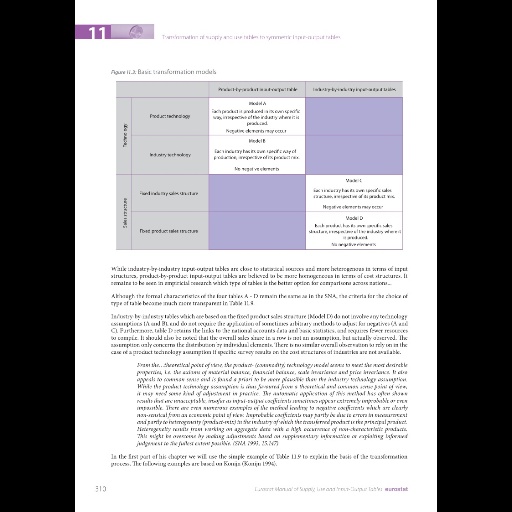 11
Transformation of supply and use tables to symmetric input-output tables
Figure 11.2: Basic transformation models
Product-by-product input-output table
Industry-by-industry input-output tables
Technology
Product technology
Model A
Each product is produced in its own specific
way, irrespective of the industry where it is
produced.
Negative elements may occur
Industry technology
Model B
Each industry has its own specific way of
production, irrespective of its product mix.
No negative elements
Sales structure
Fixed industry sales structure
Model C
Each industry has its own specific sales
structure, irrespective of its product mix.
Negative elements may occur
Fixed product sales structure
Model D
Each product has its own specific sales
structure, irrespective of the industry where it
is produced.
No negative elements
While industry-by-industry input-output tables are close to statistical sources and more heterogeneous in terms of input
structures, product-by-product input-output tables are believed to be more homogenous in terms of cost structures. It
remains to be seen in empirical research which type of tables is the better option for comparisons across nations..
Although the formal characteristics of the four tables A - D remain the same as in the SNA, the criteria for the choice of
type of table become much more transparent in Table 11.9.
Industry-by-industry tables which are based on the fixed product sales structure (Model D) do not involve any technology
assumptions (A and B), and do not require the application of sometimes arbitrary methods to adjust for negatives (A and
C). Furthermore, table D retains the links to the national accounts data and basic statistics, and requires fewer resources
to compile. It should also be noted that the overall sales share in a row is not an assumption, but actually observed. The
assumption only concerns the distribution by individual elements. There is no similar overall observation to rely on in the
case of a product technology assumption if specific survey results on the cost structures of industries are not available.
From the…theoretical point of view, the product- (commodity) technology model seems to meet the most desirable
properties, i.e. the axioms of material balance, financial balance, scale invariance and price invariance. It also
appeals to common sense and is found a priori to be more plausible than the industry technology assumption.
While the product technology assumption is thus favoured from a theoretical and common sense point of view,
it may need some kind of adjustment in practice. The automatic application of this method has often shown
results that are unacceptable, insofar as input-output coefficients sometimes appear extremely improbable or even
impossible. There are even numerous examples of the method leading to negative coefficients which are clearly
non-sensical from an economic point of view. Improbable coefficients may partly be due to errors in measurement
and partly to heterogeneity (product-mix) in the industry of which the transferred product is the principal product.
Heterogeneity results from working on aggregate data with a high occurrence of non-characteristic products.
This might be overcome by making adjustments based on supplementary information or exploiting informed
judgement to the fullest extent possible. (SNA 1993, 15.147)
In the first part of his chapter we will use the simple example of Table 11.9 to explain the basis of the transformation
process. The following examples are based on Konijn (Konijn 1994).
310
Eurostat Manual of Supply, Use and Input-Output Tables eurostat